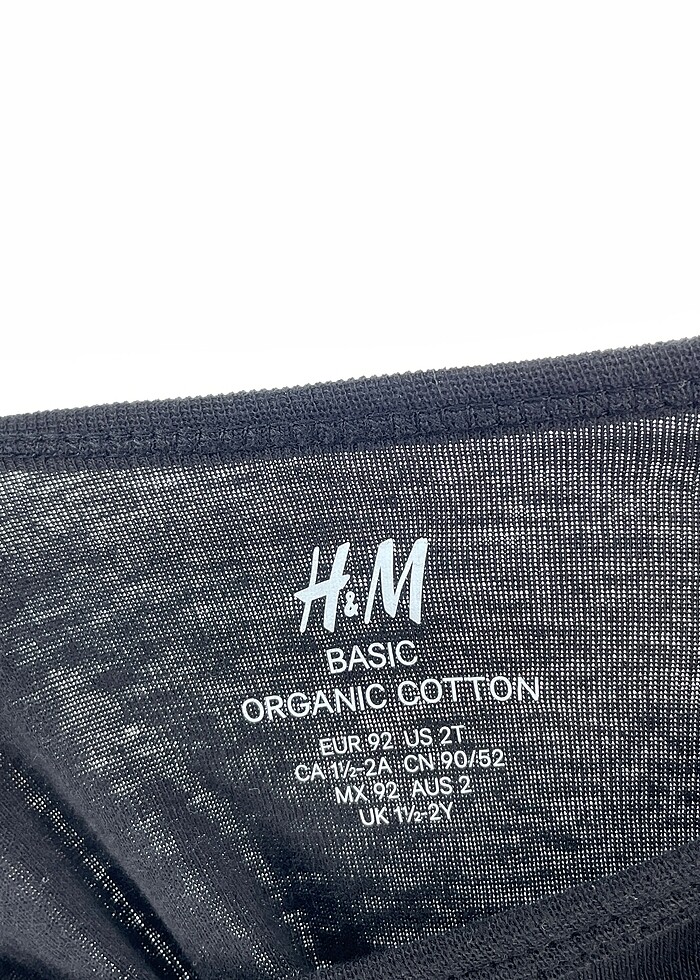 H&M
BASIC
ORGANIC COTTON
EUR 92 US 2T
CA 1½-2A CN 90/52
MX 92 AUS 2
UK 1½-2Y